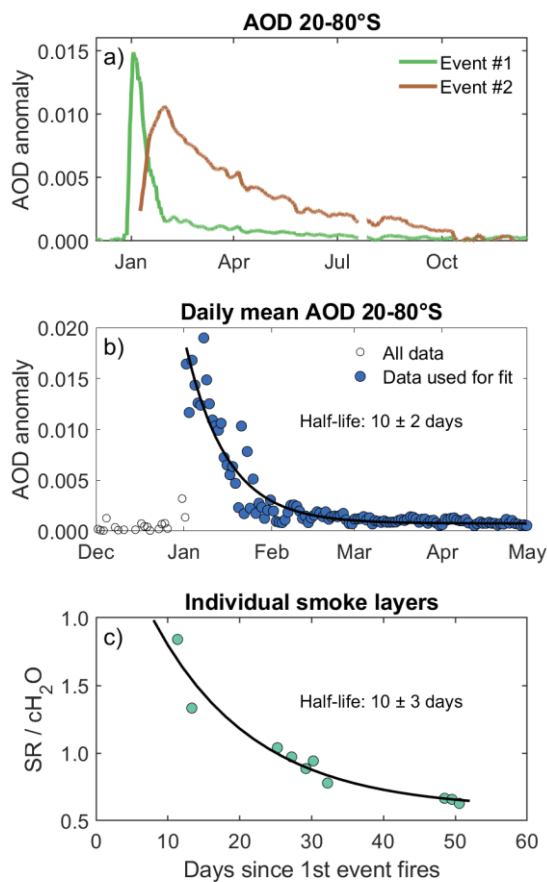 AOD 20-80°S
a)
Event #1
Event #2
AOD anomaly
0.015
0.010
0.005
0.000
Jan Apr Jul Oct
Daily mean AOD 20-80°S
b)
All data
Data used for fit
Half-life: 10 ± 2 days
AOD anomaly
0.020
0.015
0.010
0.005
0.000
Dec Jan Feb Mar Apr May
Individual smoke layers
c)
Half-life: 10 ± 3 days
SR / cH₂O
1.0
1.5
1.0
0.5
0 10 20 30 40 50 60
Days since 1st event fires